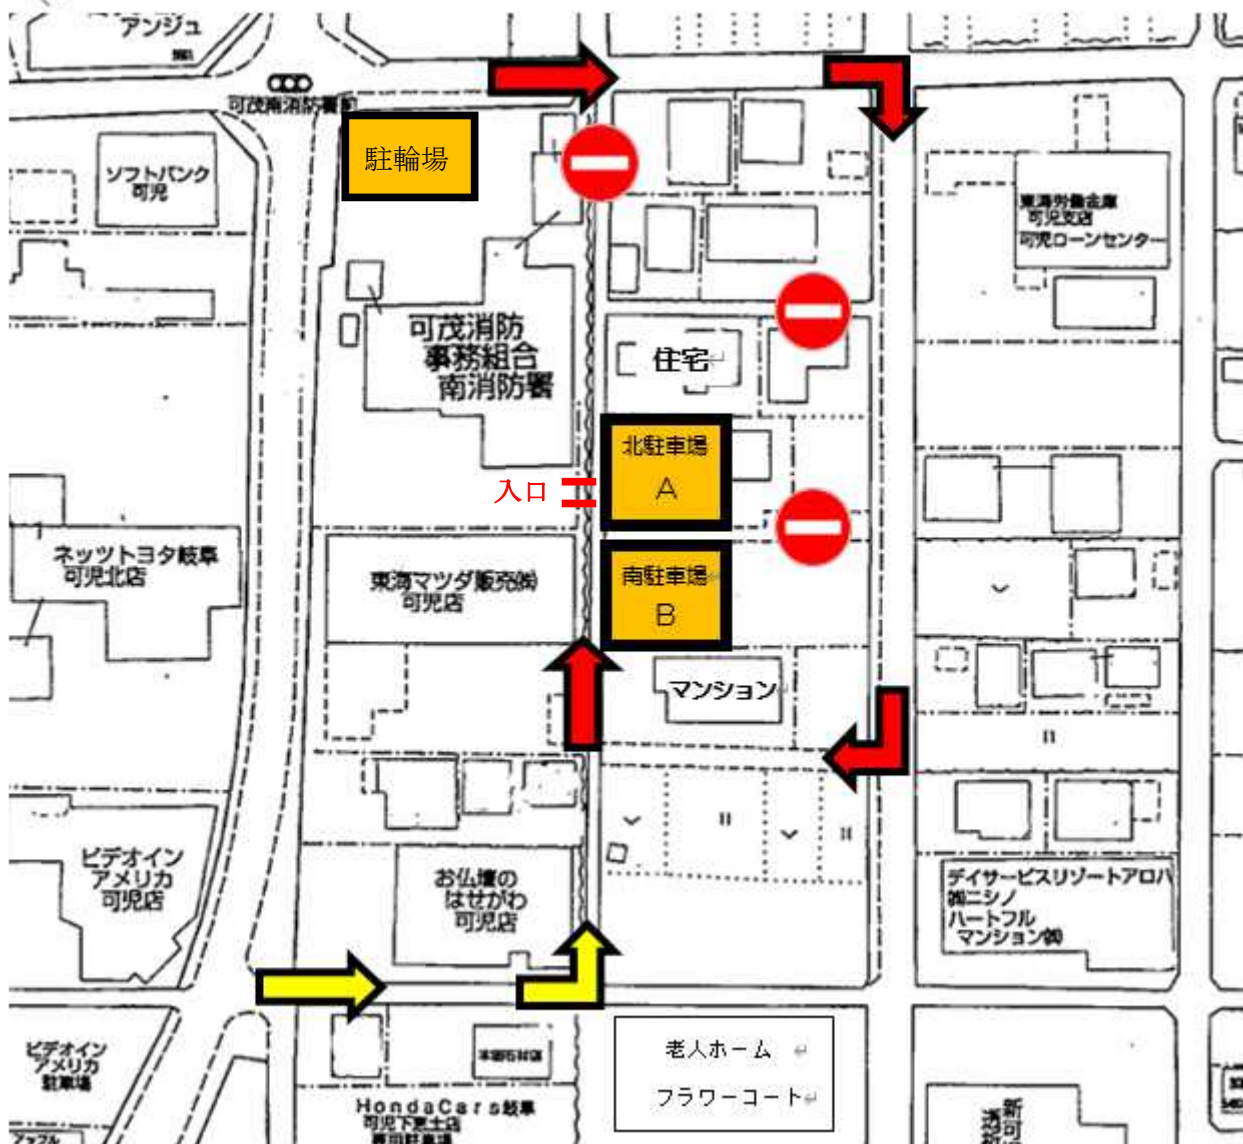 アンジュ
可茂南消防署前
駐輪場
ソフトバンク
可児
東海労働金庫
可児支店
可児ローンセンター
可茂消防
事務組合
南消防署
住宅
北駐車場
A
入口
ネッツトヨタ岐阜
可児北店
東海マツダ販売㈱
可児店
南駐車場
B
マンション
ビデオイン
アメリカ
可児店
お仏壇の
はせがわ
可児店
デイサービスリゾートアロハ
㈱ニシノ
ハートフル
マンション㈱
ビデオイン
アメリカ
駐車場
老人ホーム
フラワーコート
HondaCars岐阜
可児下恵土店
新可